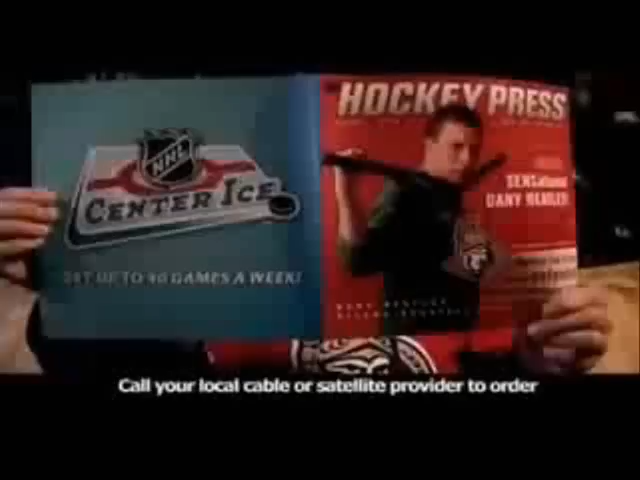 NHL
CENTER ICE
GET UP TO 40 GAMES A WEEK!
HOCKEY PRESS
SENSational
DANY HEATLEY
Call your local cable or satellite provider to order